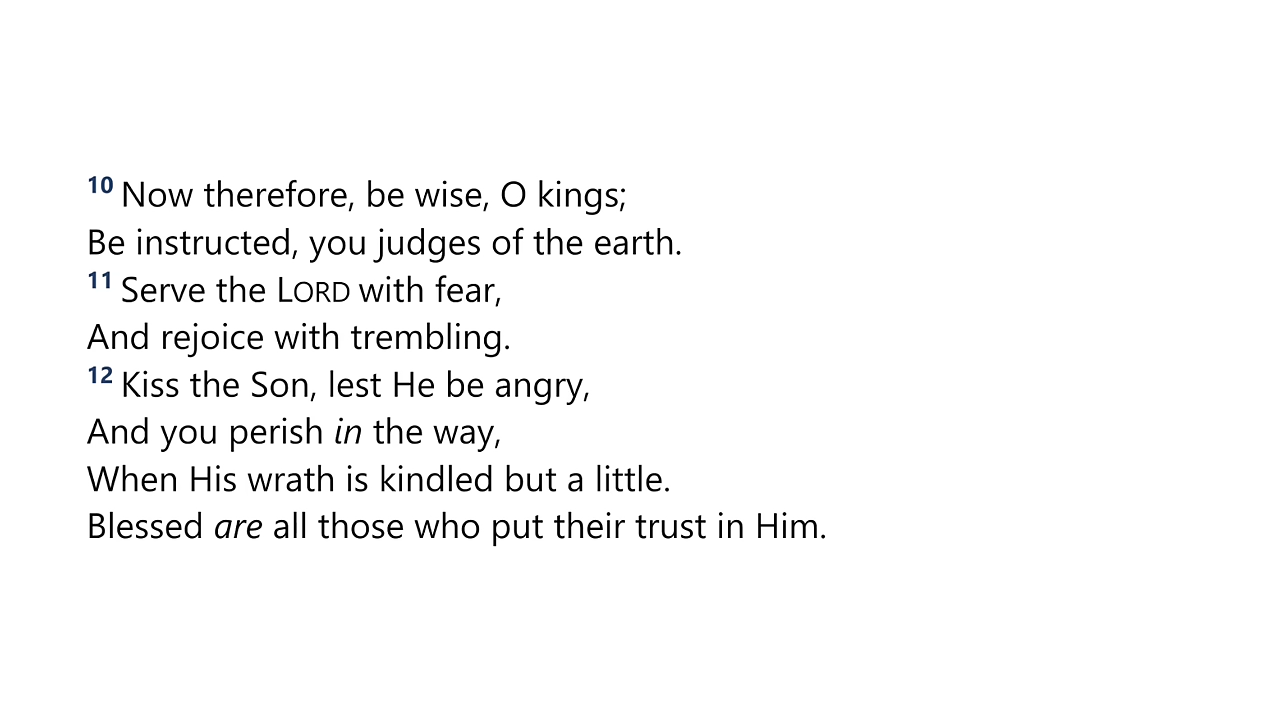 10 Now therefore, be wise, O kings;
Be instructed, you judges of the earth.
11 Serve the LORD with fear,
And rejoice with trembling.
12 Kiss the Son, lest He be angry,
And you perish in the way,
When His wrath is kindled but a little.
Blessed are all those who put their trust in Him.